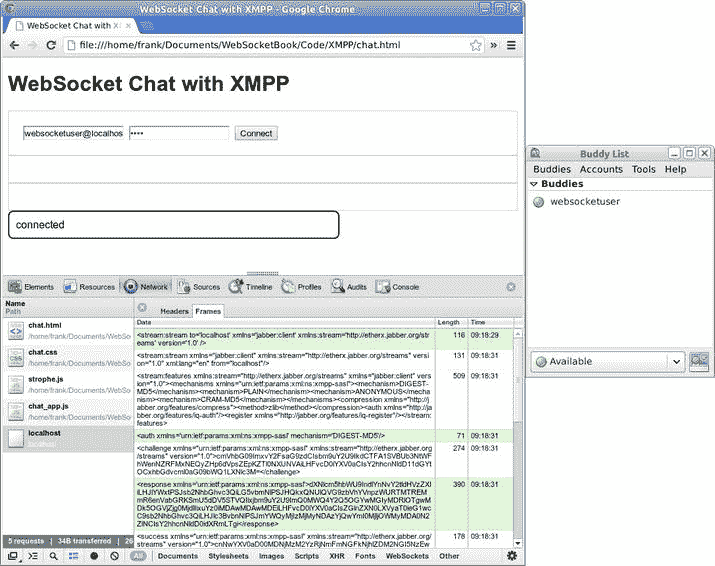 WebSocket Chat with XMPP - Google Chrome
WebSocket Chat with X
file:///home/frank/Documents/WebSocketBook/Code/XMPP/chat.html
WebSocket Chat with XMPP
websocketuser@localhos
Connect
connected
Elements Resources Network Sources Timeline Profiles Audits Console
Name
Path
Headers Frames
Data Length Time
chat.html
/home/frank/Documents/WebSo
chat.css
/home/frank/Documents/WebSo
strophe.js
/home/frank/Documents/WebSo
chat_app.js
/home/frank/Documents/WebSo
localhost
localhost
<stream:stream to='localhost' xmlns='jabber:client' xmlns:stream='http://etherx.jabber.org/str
eams' version='1.0' />
116 09:18:29
<stream:stream xmlns="jabber:client" xmlns:stream="http://etherx.jabber.org/streams" versi
on="1.0" xml:lang="en" from="localhost"/>
131 09:18:31
<stream:features xmlns:stream="http://etherx.jabber.org/streams" xmlns="jabber:client" ver
sion="1.0"><mechanisms xmlns="urn:ietf:params:xml:ns:xmpp-sasl"><mechanism>DIGEST-
MD5</mechanism><mechanism>PLAIN</mechanism><mechanism>ANONYMOUS</mechani
sm><mechanism>CRAM-MD5</mechanism></mechanisms><compression xmlns="http://j
abber.org/features/compress"><method>zlib</method></compression><auth xmlns="http://ja
bber.org/features/iq-auth"/><register xmlns="http://jabber.org/features/iq-register"/></stream:
features>
509 09:18:31
<auth xmlns='urn:ietf:params:xml:ns:xmpp-sasl' mechanism='DIGEST-MD5'/>
71 09:18:31
<challenge xmlns="urn:ietf:params:xml:ns:xmpp-sasl" xmlns:stream="http://etherx.jabber.org
/streams" version="1.0">
</challenge>
274 09:18:31
<response xmlns='urn:ietf:params:xml:ns:xmpp-sasl'>
</response>
390 09:18:31
<success xmlns="urn:ietf:params:xml:ns:xmpp-sasl" xmlns:stream="http://etherx.jabber.org/s
treams" version="1.0">
178 09:18:31
5 requests | 34B transferred | 26
All Documents Stylesheets Images Scripts XHR Fonts WebSockets Other
Buddy List
Buddies Accounts Tools Help
Buddies
websocketuser
Available